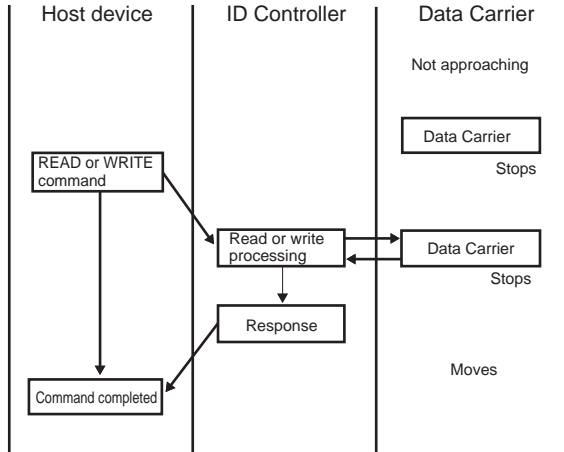 Host device
ID Controller
Data Carrier
Not approaching
Data Carrier
Stops
READ or WRITE
command
Read or write
processing
Data Carrier
Stops
Response
Moves
Command completed